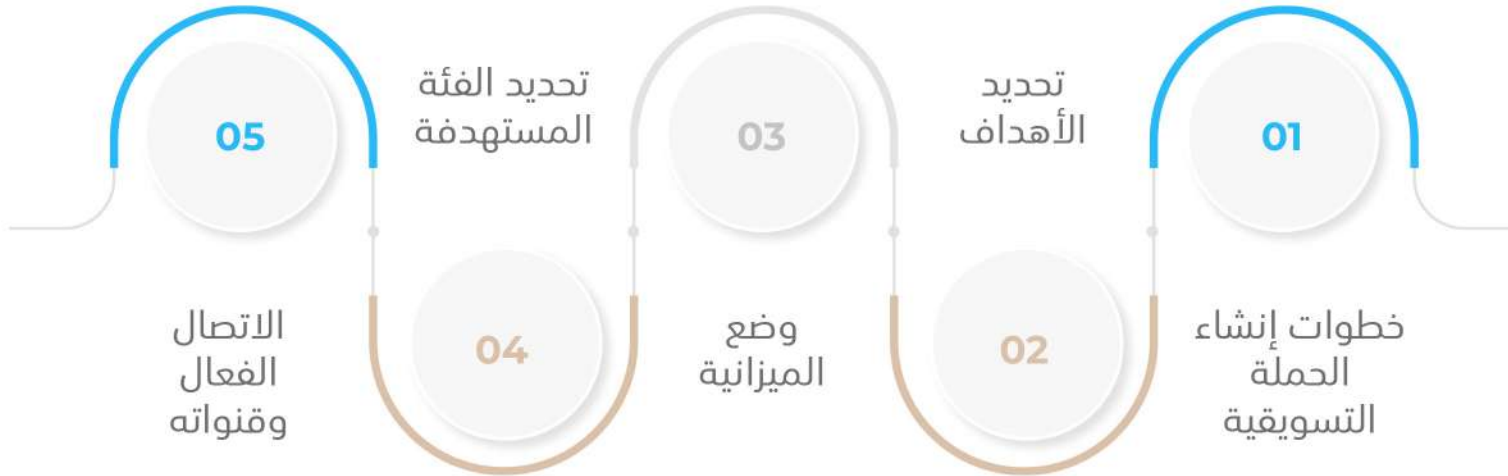 01
خطوات إنشاء
الحملة
التسويقية
02
تحديد
الأهداف
03
وضع
الميزانية
04
تحديد الفئة
المستهدفة
05
الاتصال
الفعال
وقنواته